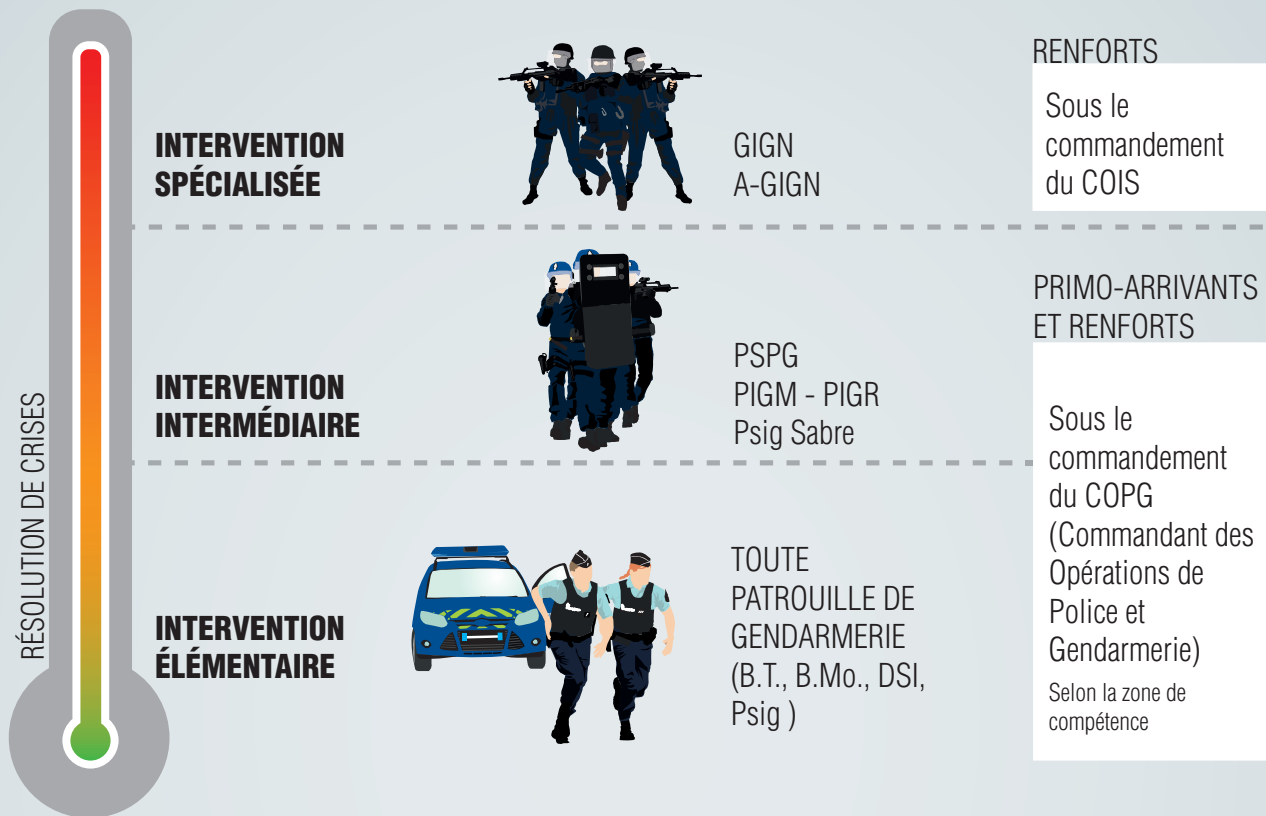 RENFORTS
INTERVENTION
SPÉCIALISÉE
GIGN
A-GIGN
Sous le
commandement
du COIS
PRIMO-ARRIVANTS
ET RENFORTS
INTERVENTION
INTERMÉDIAIRE
PSPG
PIGM - PIGR
Psig Sabre
Sous le
commandement
du COPG
(Commandant des
Opérations de
Police et
Gendarmerie)
Selon la zone de
compétence
RÉSOLUTION DE CRISES
INTERVENTION
ÉLÉMENTAIRE
TOUTE
PATROUILLE DE
GENDARMERIE
(B.T., B.Mo., DSI,
Psig )